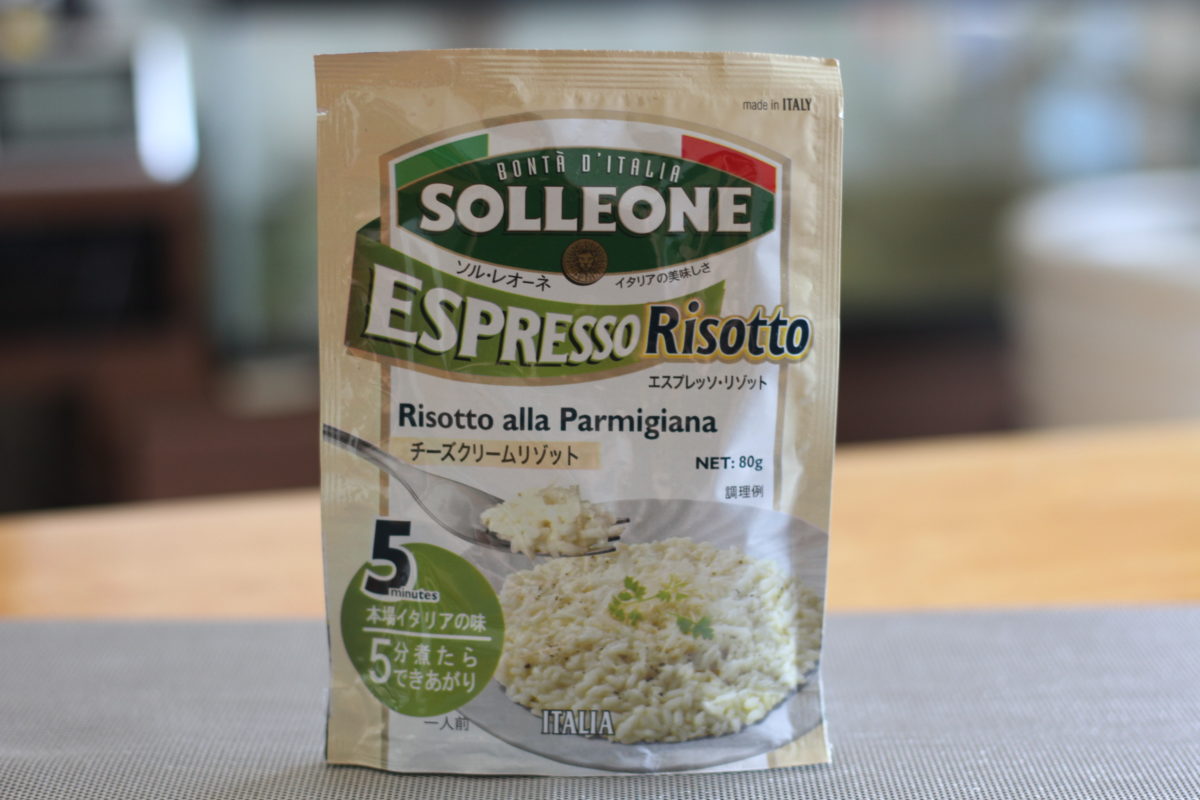 made in ITALY
BONTÀ D'ITALIA
SOLLEONE
ソル・レオーネ
イタリアの美味しさ
ESPRESSO Risotto
エスプレッソ・リゾット
Risotto alla Parmigiana
チーズクリームリゾット
NET: 80g
調理例
5
minutes
本場イタリアの味
5分煮たら
できあがり
一人前
ITALIA